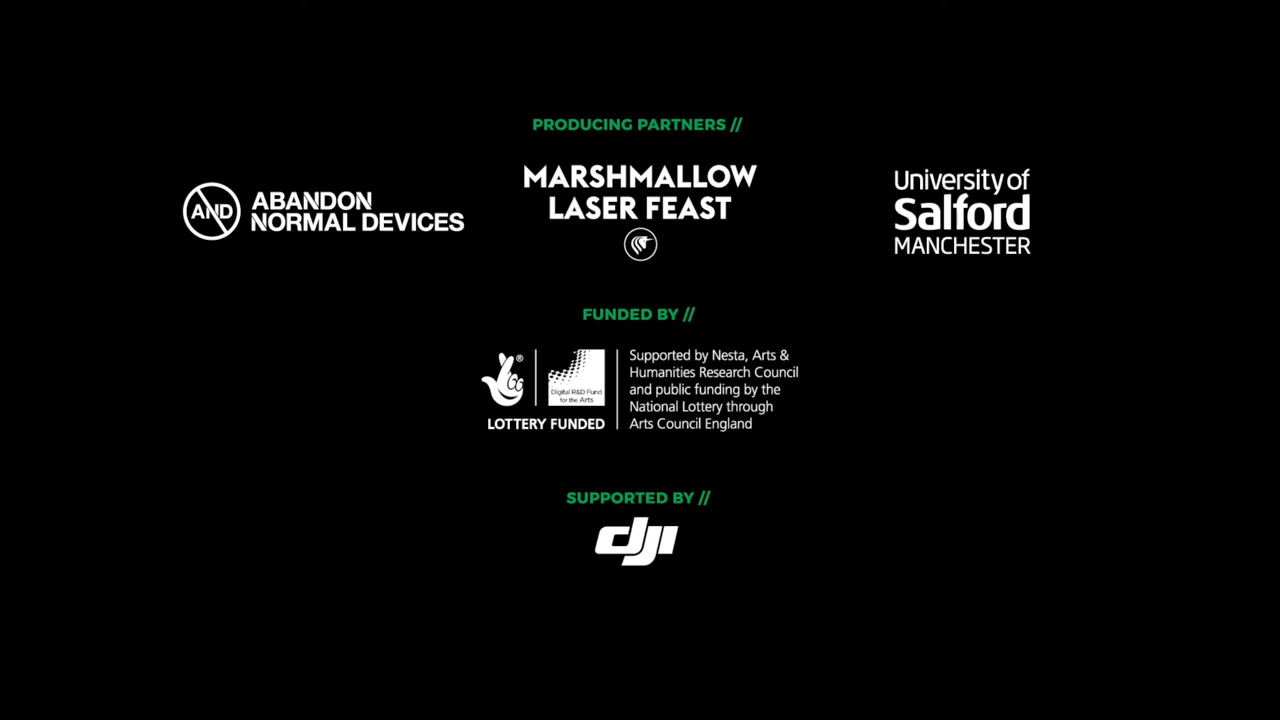 PRODUCING PARTNERS //
AND
ABANDON
NORMAL DEVICES
MARSHMALLOW
LASER FEAST
University of
Salford
MANCHESTER
FUNDED BY //
®
Digital R&D Fund
for the Arts
LOTTERY FUNDED
Supported by Nesta, Arts &
Humanities Research Council
and public funding by the
National Lottery through
Arts Council England
SUPPORTED BY //
dji